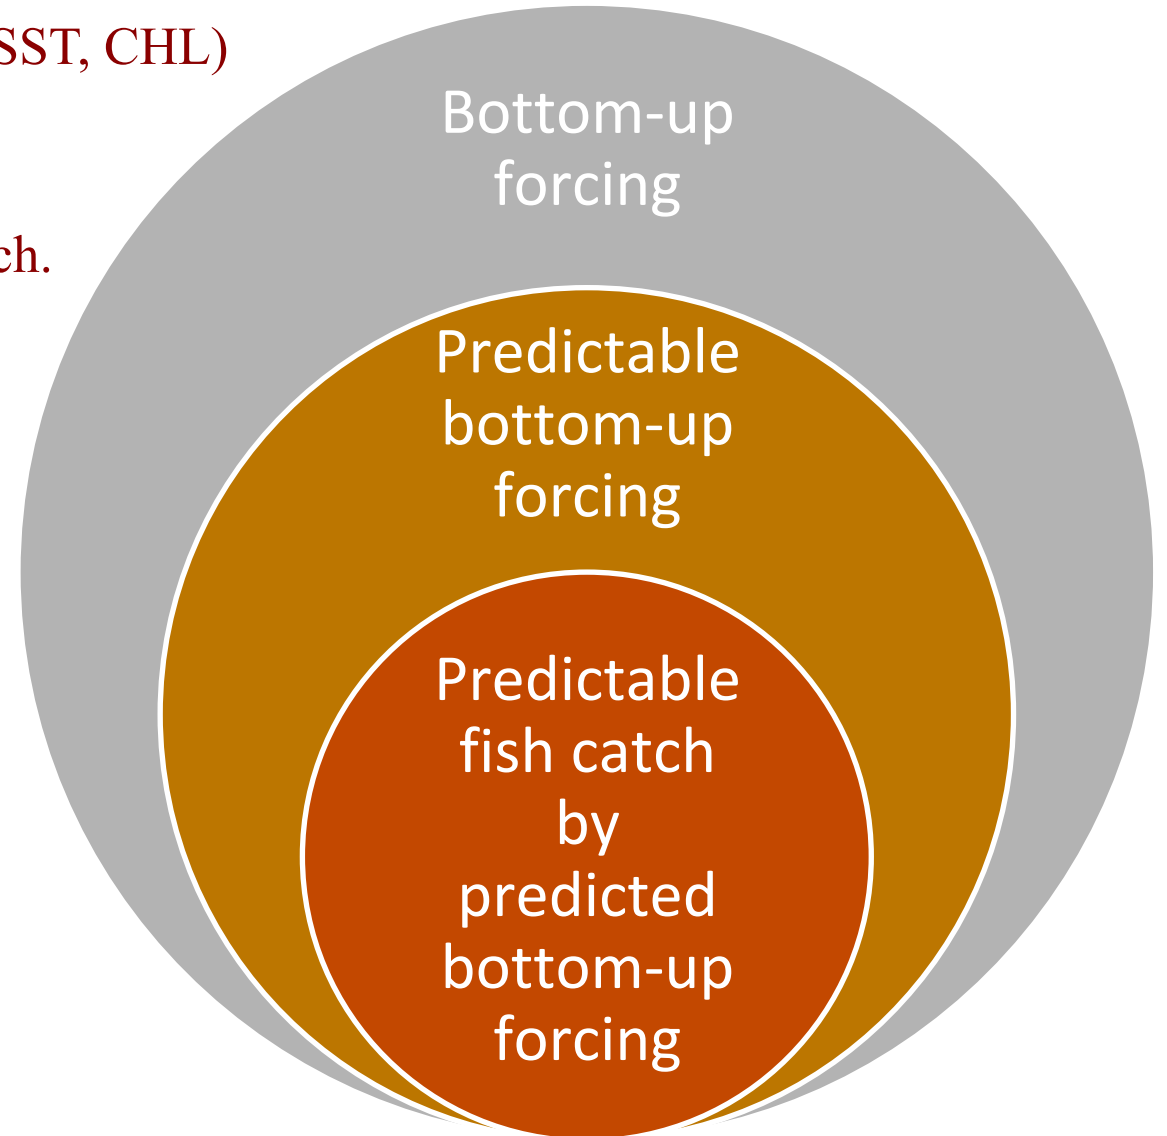 SST, CHL)
Bottom-up
forcing
ch.
Predictable
bottom-up
forcing
Predictable
fish catch
by
predicted
bottom-up
forcing